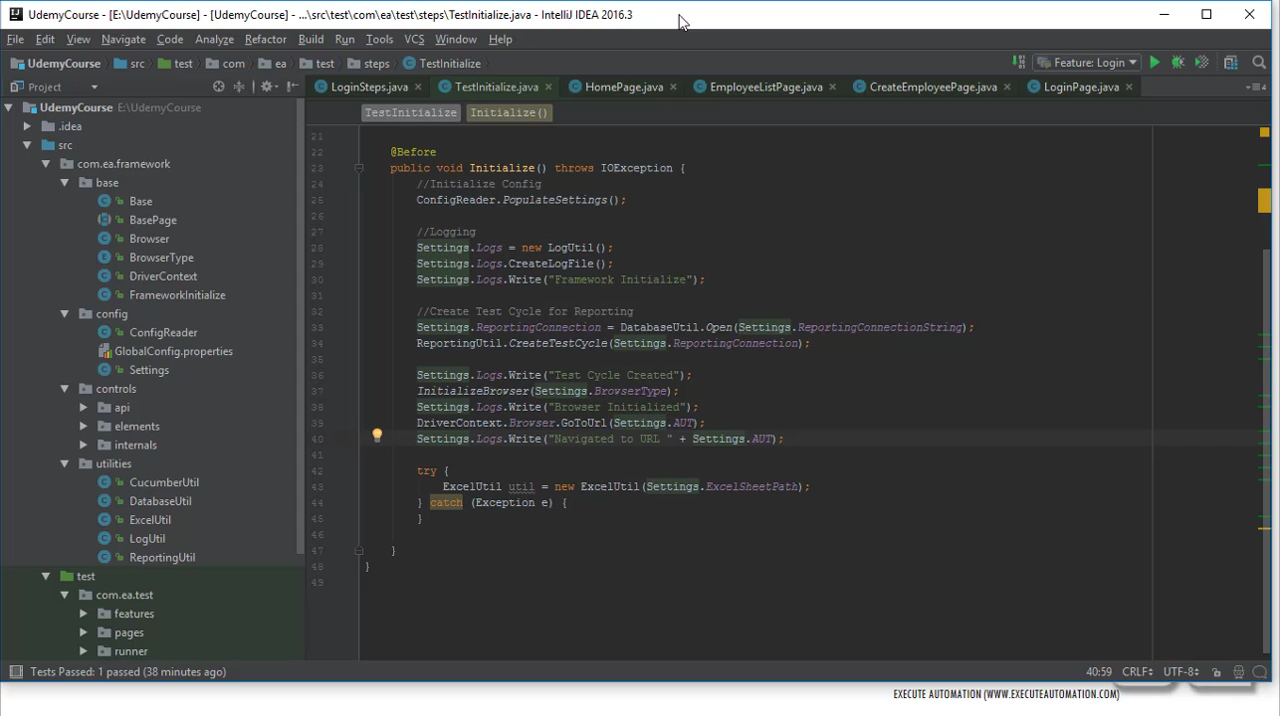 UdemyCourse - [E:\UdemyCourse] - [UdemyCourse] - ...\src\test\com\ea\test\steps\TestInitialize.java - IntelliJ IDEA 2016.3
File Edit View Navigate Code Analyze Refactor Build Run Tools VCS Window Help
UdemyCourse src test com ea test steps TestInitialize Feature: Login
Project LoginSteps.java TestInitialize.java HomePage.java EmployeeListPage.java CreateEmployeePage.java LoginPage.java
UdemyCourse E:\UdemyCourse
.idea
src
com.ea.framework
base
Base
BasePage
Browser
BrowserType
DriverContext
FrameworkInitialize
config
ConfigReader
GlobalConfig.properties
Settings
controls
api
elements
internals
utilities
CucumberUtil
DatabaseUtil
ExcelUtil
LogUtil
ReportingUtil
test
com.ea.test
features
pages
runner
TestInitialize Initialize()
21
22 @Before
23 public void Initialize() throws IOException {
24 //Initialize Config
25 ConfigReader.PopulateSettings();
26
27 //Logging
28 Settings.Logs = new LogUtil();
29 Settings.Logs.CreateLogFile();
30 Settings.Logs.Write("Framework Initialize");
31
32 //Create Test Cycle for Reporting
33 Settings.ReportingConnection = DatabaseUtil.Open(Settings.ReportingConnectionString);
34 ReportingUtil.CreateTestCycle(Settings.ReportingConnection);
35
36 Settings.Logs.Write("Test Cycle Created");
37 InitializeBrowser(Settings.BrowserType);
38 Settings.Logs.Write("Browser Initialized");
39 DriverContext.Browser.GoToUrl(Settings.AUT);
40 Settings.Logs.Write("Navigated to URL " + Settings.AUT);
41
42 try {
43 ExcelUtil util = new ExcelUtil(Settings.ExcelSheetPath);
44 } catch (Exception e) {
45 }
46
47 }
48 }
49
Tests Passed: 1 passed (38 minutes ago) 40:59 CRLF UTF-8
EXECUTE AUTOMATION (WWW.EXECUTEAUTOMATION.COM)